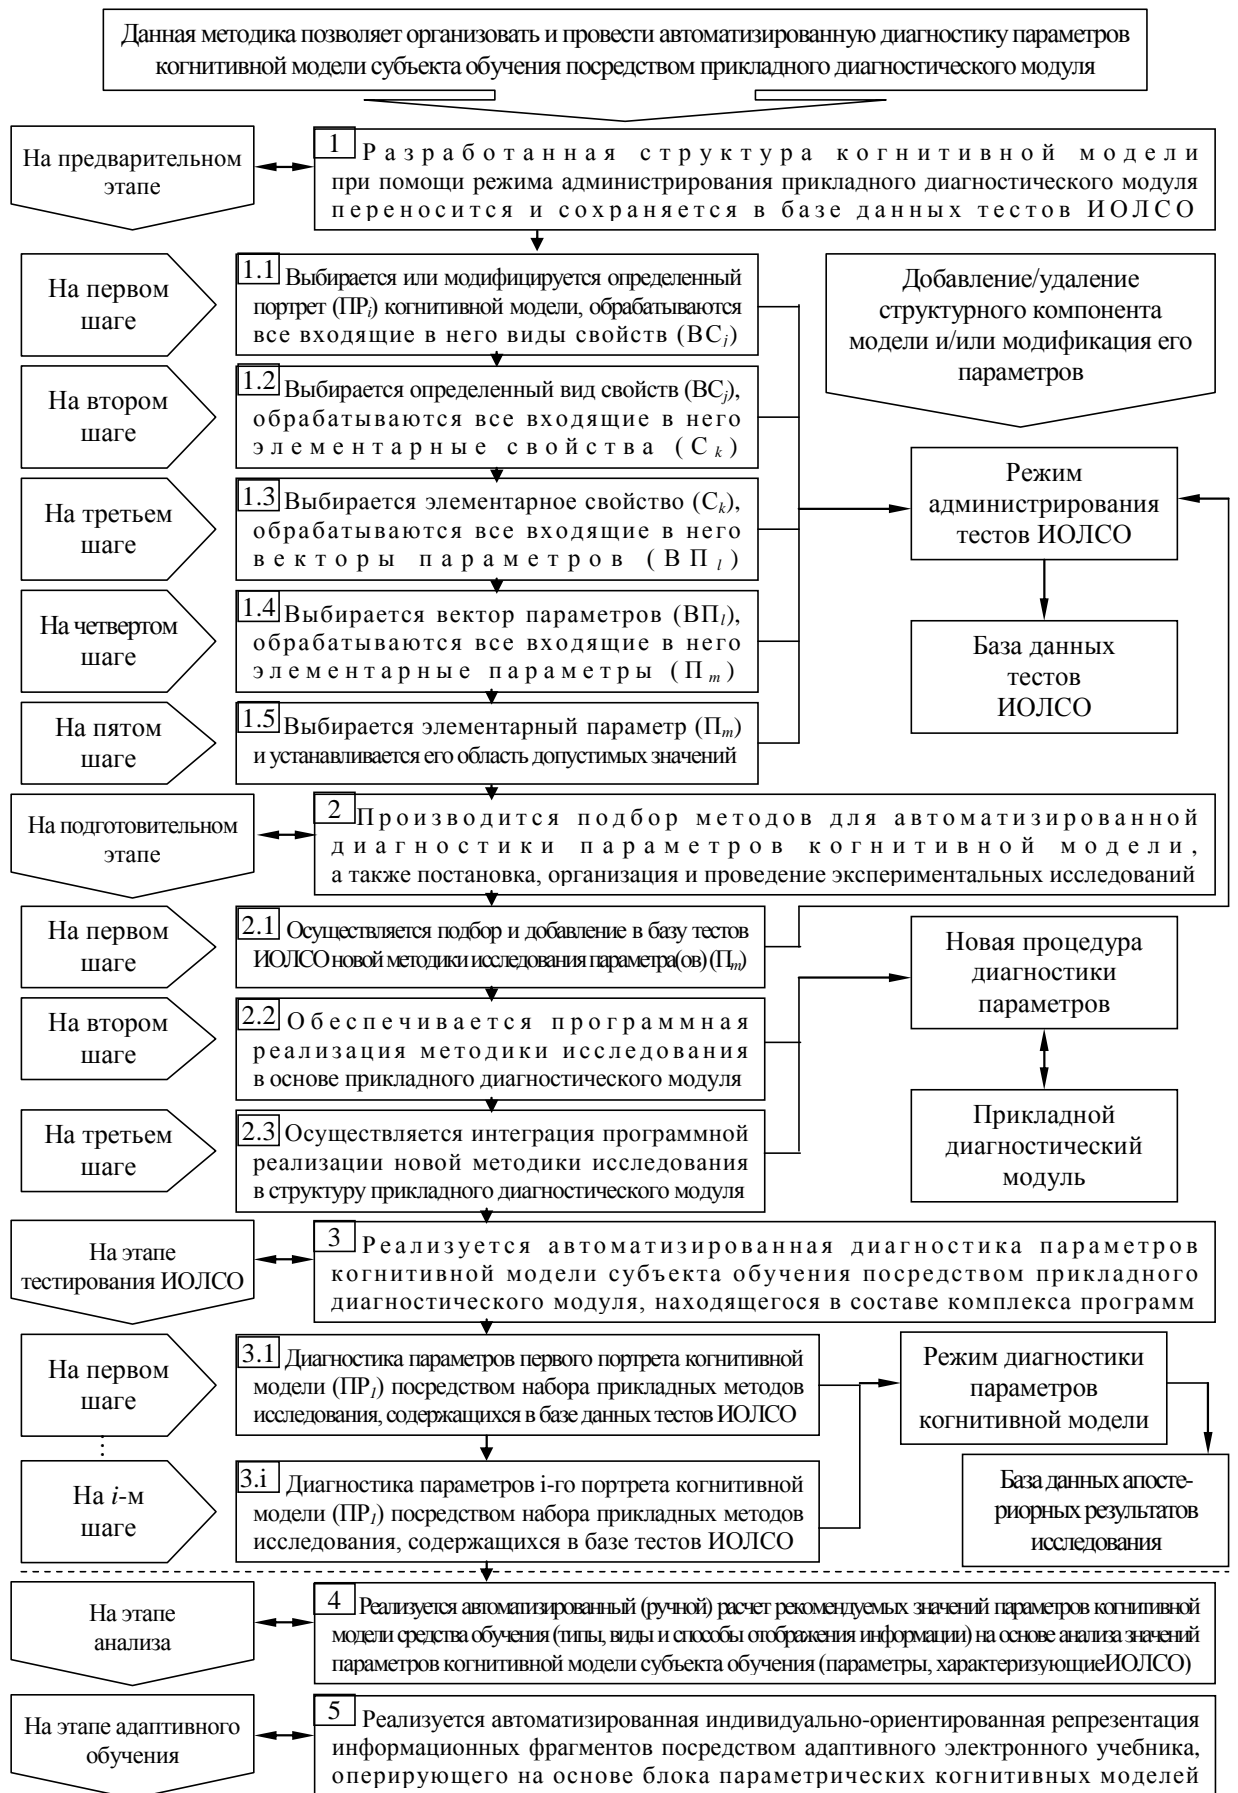 Данная методика позволяет организовать и провести автоматизированную диагностику параметров
когнитивной модели субъекта обучения посредством прикладного диагностического модуля
На предварительном
этапе
1 Разработанная структура когнитивной модели
при помощи режима администрирования прикладного диагностического модуля
переносится и сохраняется в базе данных тестов ИОЛСО
На первом
шаге
1.1 Выбирается или модифицируется определенный
портрет (ПРi) когнитивной модели, обрабатываются
все входящие в него виды свойств (ВСj)
Добавление/удаление
структурного компонента
модели и/или модификация его
параметров
На втором
шаге
1.2 Выбирается определенный вид свойств (ВСj),
обрабатываются все входящие в него
элементарные свойства (Сk)
На третьем
шаге
1.3 Выбирается элементарное свойство (Сk),
обрабатываются все входящие в него
векторы параметров (ВПl)
Режим
администрирования
тестов ИОЛСО
На четвертом
шаге
1.4 Выбирается вектор параметров (ВПl),
обрабатываются все входящие в него
элементарные параметры (Пm)
База данных
тестов
ИОЛСО
На пятом
шаге
1.5 Выбирается элементарный параметр (Пm)
и устанавливается его область допустимых значений
На подготовительном
этапе
2 Производится подбор методов для автоматизированной
диагностики параметров когнитивной модели,
а также постановка, организация и проведение экспериментальных исследований
На первом
шаге
2.1 Осуществляется подбор и добавление в базу тестов
ИОЛСО новой методики исследования параметра(ов) (Пm)
Новая процедура
диагностики
параметров
На втором
шаге
2.2 Обеспечивается программная
реализация методики исследования
в основе прикладного диагностического модуля
На третьем
шаге
2.3 Осуществляется интеграция программной
реализации новой методики исследования
в структуру прикладного диагностического модуля
Прикладной
диагностический
модуль
На этапе
тестирования ИОЛСО
3 Реализуется автоматизированная диагностика параметров
когнитивной модели субъекта обучения посредством прикладного
диагностического модуля, находящегося в составе комплекса программ
На первом
шаге
3.1 Диагностика параметров первого портрета когнитивной
модели (ПР1) посредством набора прикладных методов
исследования, содержащихся в базе данных тестов ИОЛСО
Режим диагностики
параметров
когнитивной модели
На i-м
шаге
3.i Диагностика параметров i-го портрета когнитивной
модели (ПР1) посредством набора прикладных методов
исследования, содержащихся в базе тестов ИОЛСО
База данных апосте-
риорных результатов
исследования
На этапе
анализа
4 Реализуется автоматизированный (ручной) расчет рекомендуемых значений параметров когнитивной
модели средства обучения (типы, виды и способы отображения информации) на основе анализа значений
параметров когнитивной модели субъекта обучения (параметры, характеризующиеИОЛСО)
На этапе адаптивного
обучения
5 Реализуется автоматизированная индивидуально-ориентированная репрезентация
информационных фрагментов посредством адаптивного электронного учебника,
оперирующего на основе блока параметрических когнитивных моделей